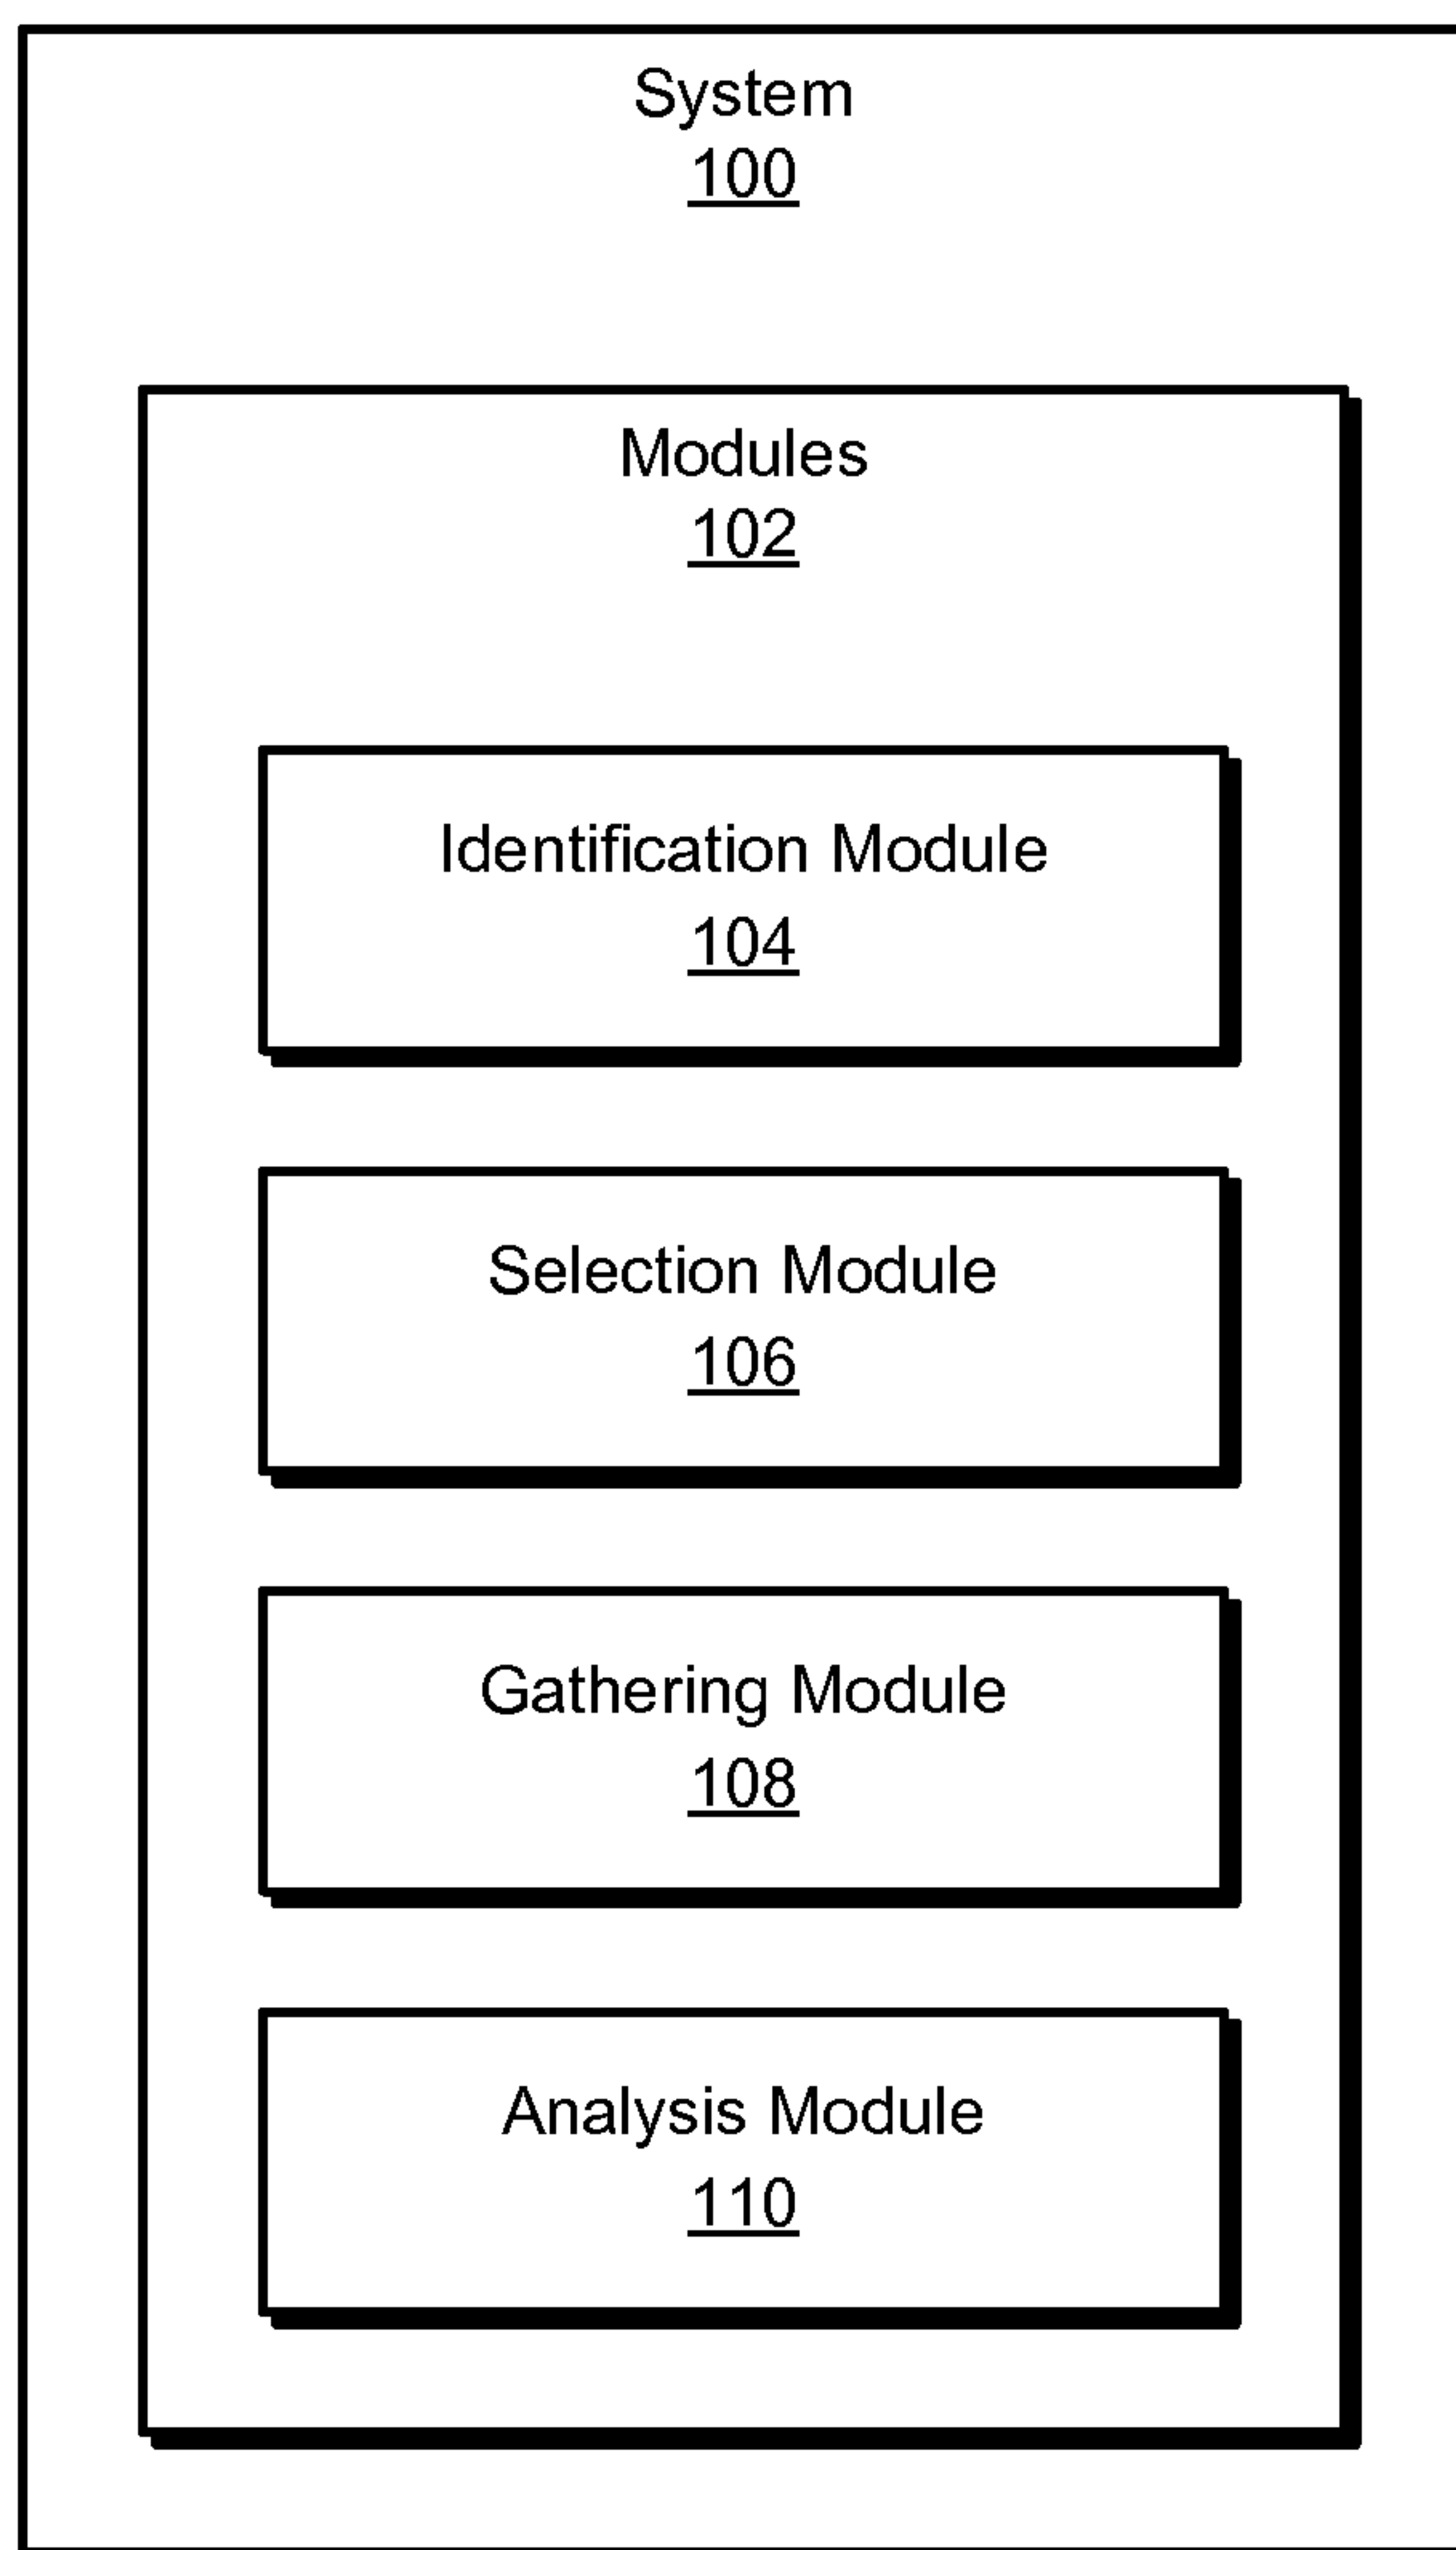 System
100
Modules
102
Identification Module
104
Selection Module
106
Gathering Module
108
Analysis Module
110